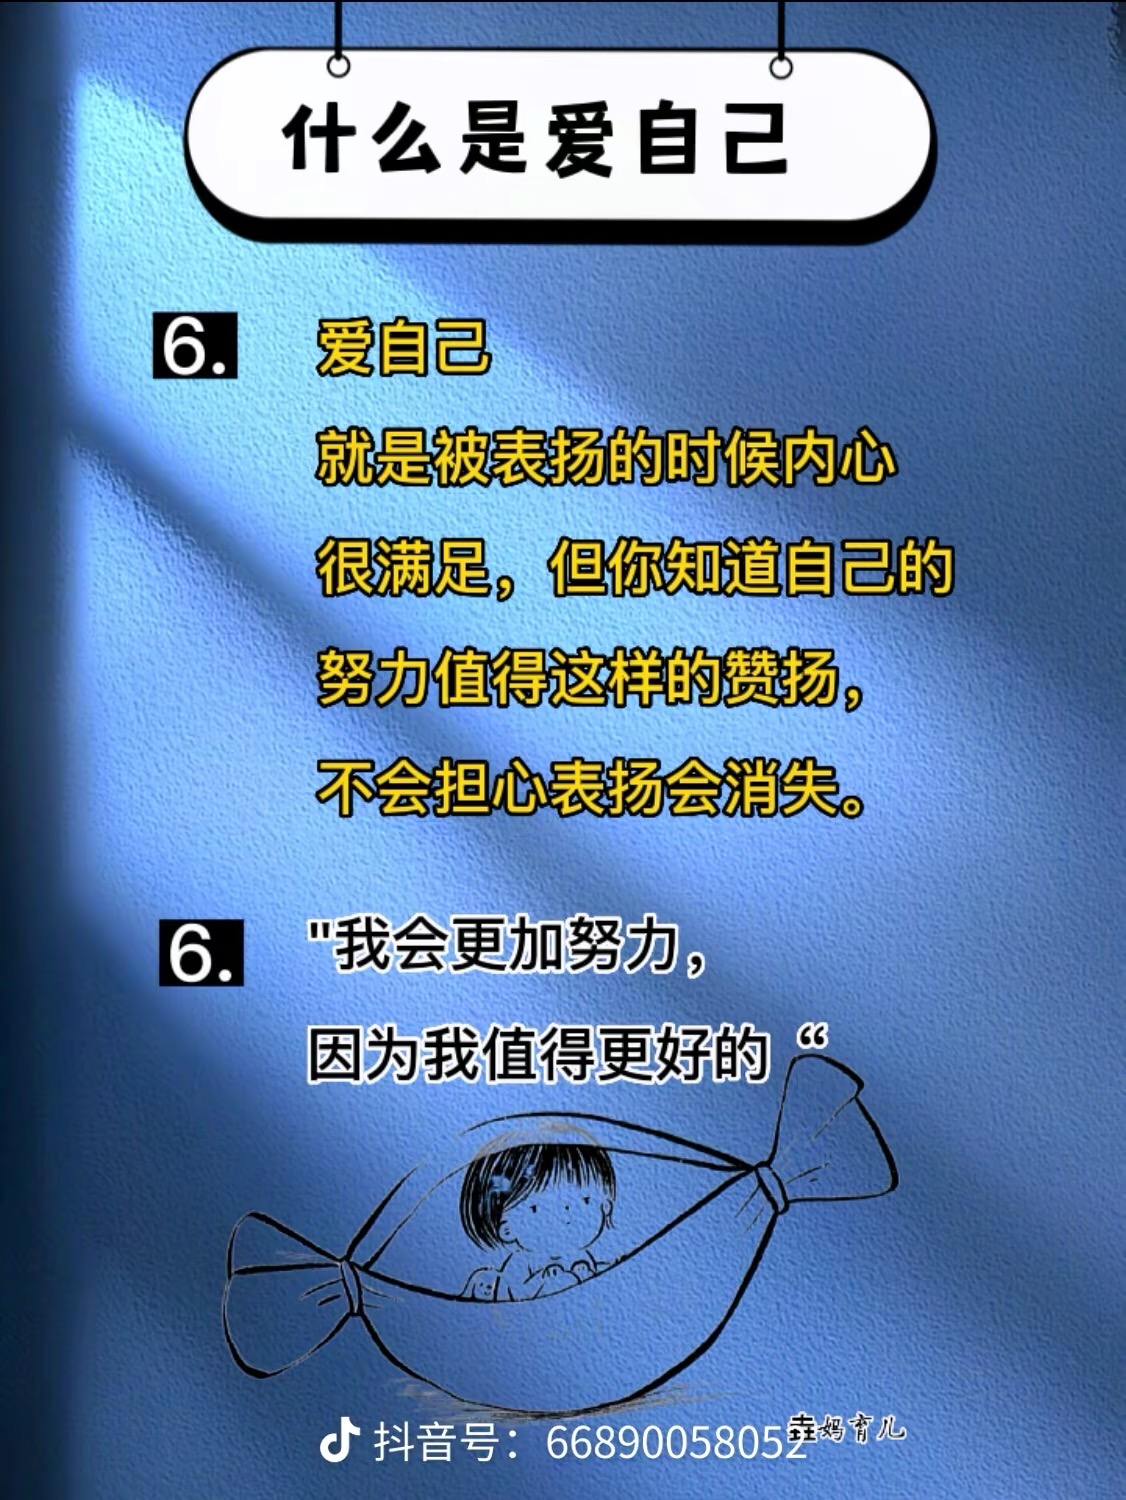 什么是爱自己
6. 爱自己
就是被表扬的时候内心
很满足，但你知道自己的
努力值得这样的赞扬，
不会担心表扬会消失。
6. "我会更加努力，
因为我值得更好的“
抖音号：66890058052
壵妈育儿